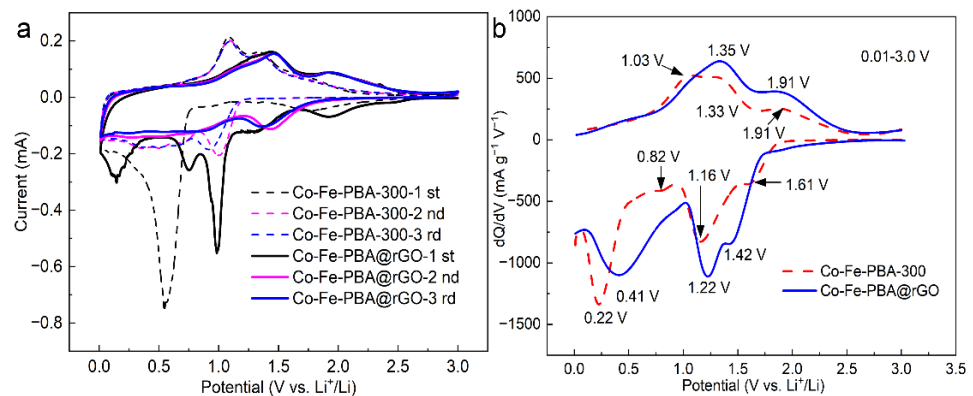 a
0.2
0.0
-0.2
-0.4
-0.6
-0.8
Current (mA)
0.0 0.5 1.0 1.5 2.0 2.5 3.0
Potential (V vs. Li⁺/Li)
Co-Fe-PBA-300-1 st
Co-Fe-PBA-300-2 nd
Co-Fe-PBA-300-3 rd
Co-Fe-PBA@rGO-1 st
Co-Fe-PBA@rGO-2 nd
Co-Fe-PBA@rGO-3 rd
b
1000
500
0
-500
-1000
-1500
dQ/dV (mA g⁻¹ V⁻¹)
0.01-3.0 V
1.03 V
1.35 V
1.91 V
1.33 V
1.91 V
0.82 V
1.16 V
1.61 V
1.42 V
1.22 V
0.41 V
0.22 V
Co-Fe-PBA-300
Co-Fe-PBA@rGO
0.0 0.5 1.0 1.5 2.0 2.5 3.0 3.5
Potential (V vs. Li⁺/Li)